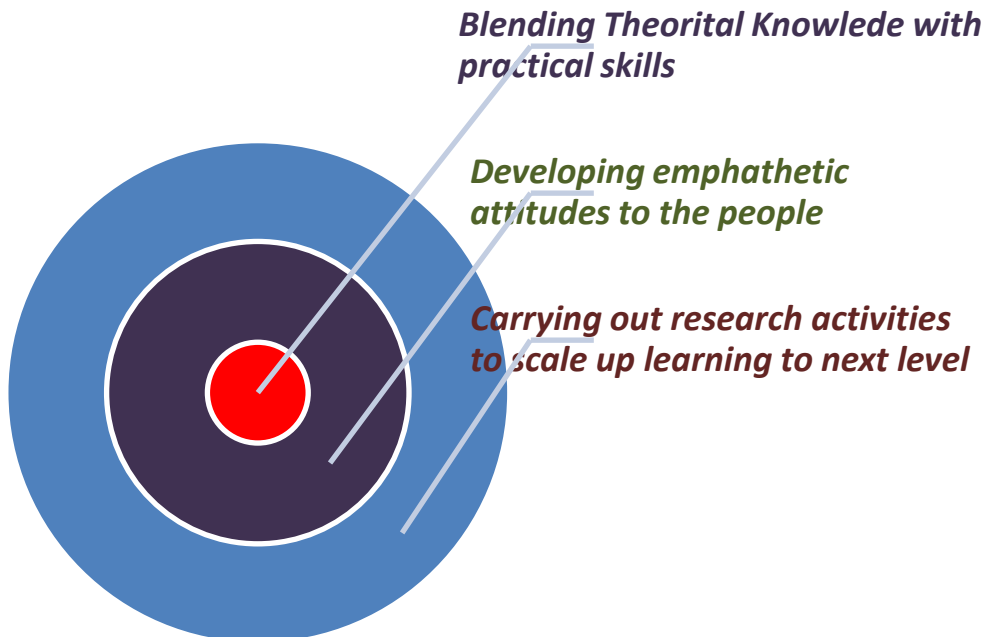 Blending Theorital Knowlede with
practical skills
Developing emphathetic
attitudes to the people
Carrying out research activities
to scale up learning to next level